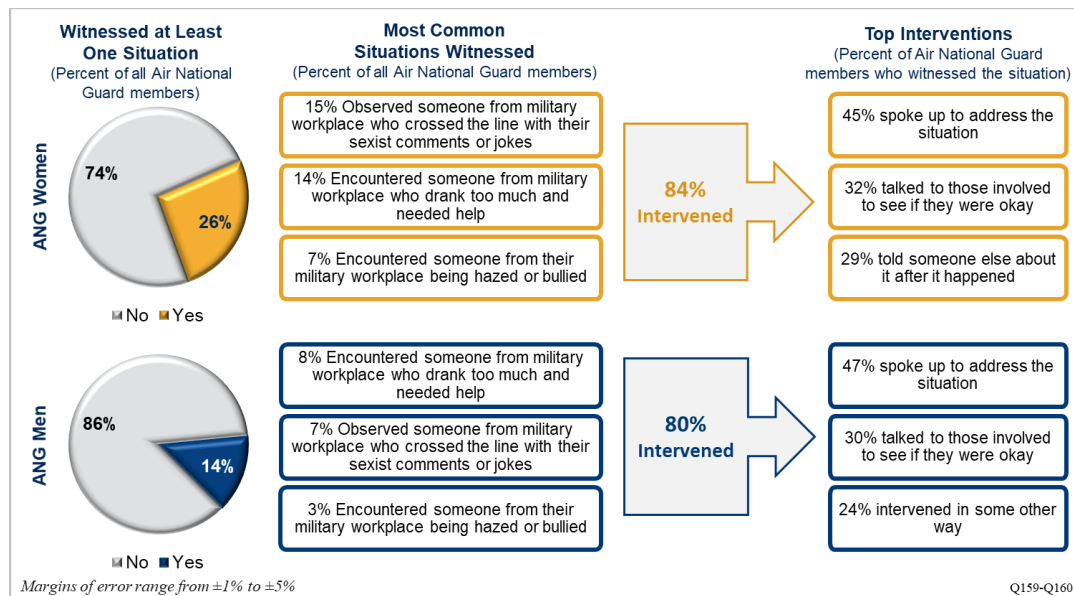 Witnessed at Least
One Situation
(Percent of all Air National
Guard members)
Most Common
Situations Witnessed
(Percent of all Air National Guard members)
Top Interventions
(Percent of Air National Guard
members who witnessed the situation)
ANG Women
74%
26%
No Yes
15% Observed someone from military
workplace who crossed the line with their
sexist comments or jokes
14% Encountered someone from military
workplace who drank too much and
needed help
7% Encountered someone from their
military workplace being hazed or bullied
84%
Intervened
45% spoke up to address the
situation
32% talked to those involved
to see if they were okay
29% told someone else about
it after it happened
ANG Men
86%
14%
No Yes
8% Encountered someone from military
workplace who drank too much and
needed help
7% Observed someone from military
workplace who crossed the line with their
sexist comments or jokes
3% Encountered someone from their
military workplace being hazed or bullied
80%
Intervened
47% spoke up to address the
situation
30% talked to those involved
to see if they were okay
24% intervened in some other
way
Margins of error range from ±1% to ±5%
Q159-Q160